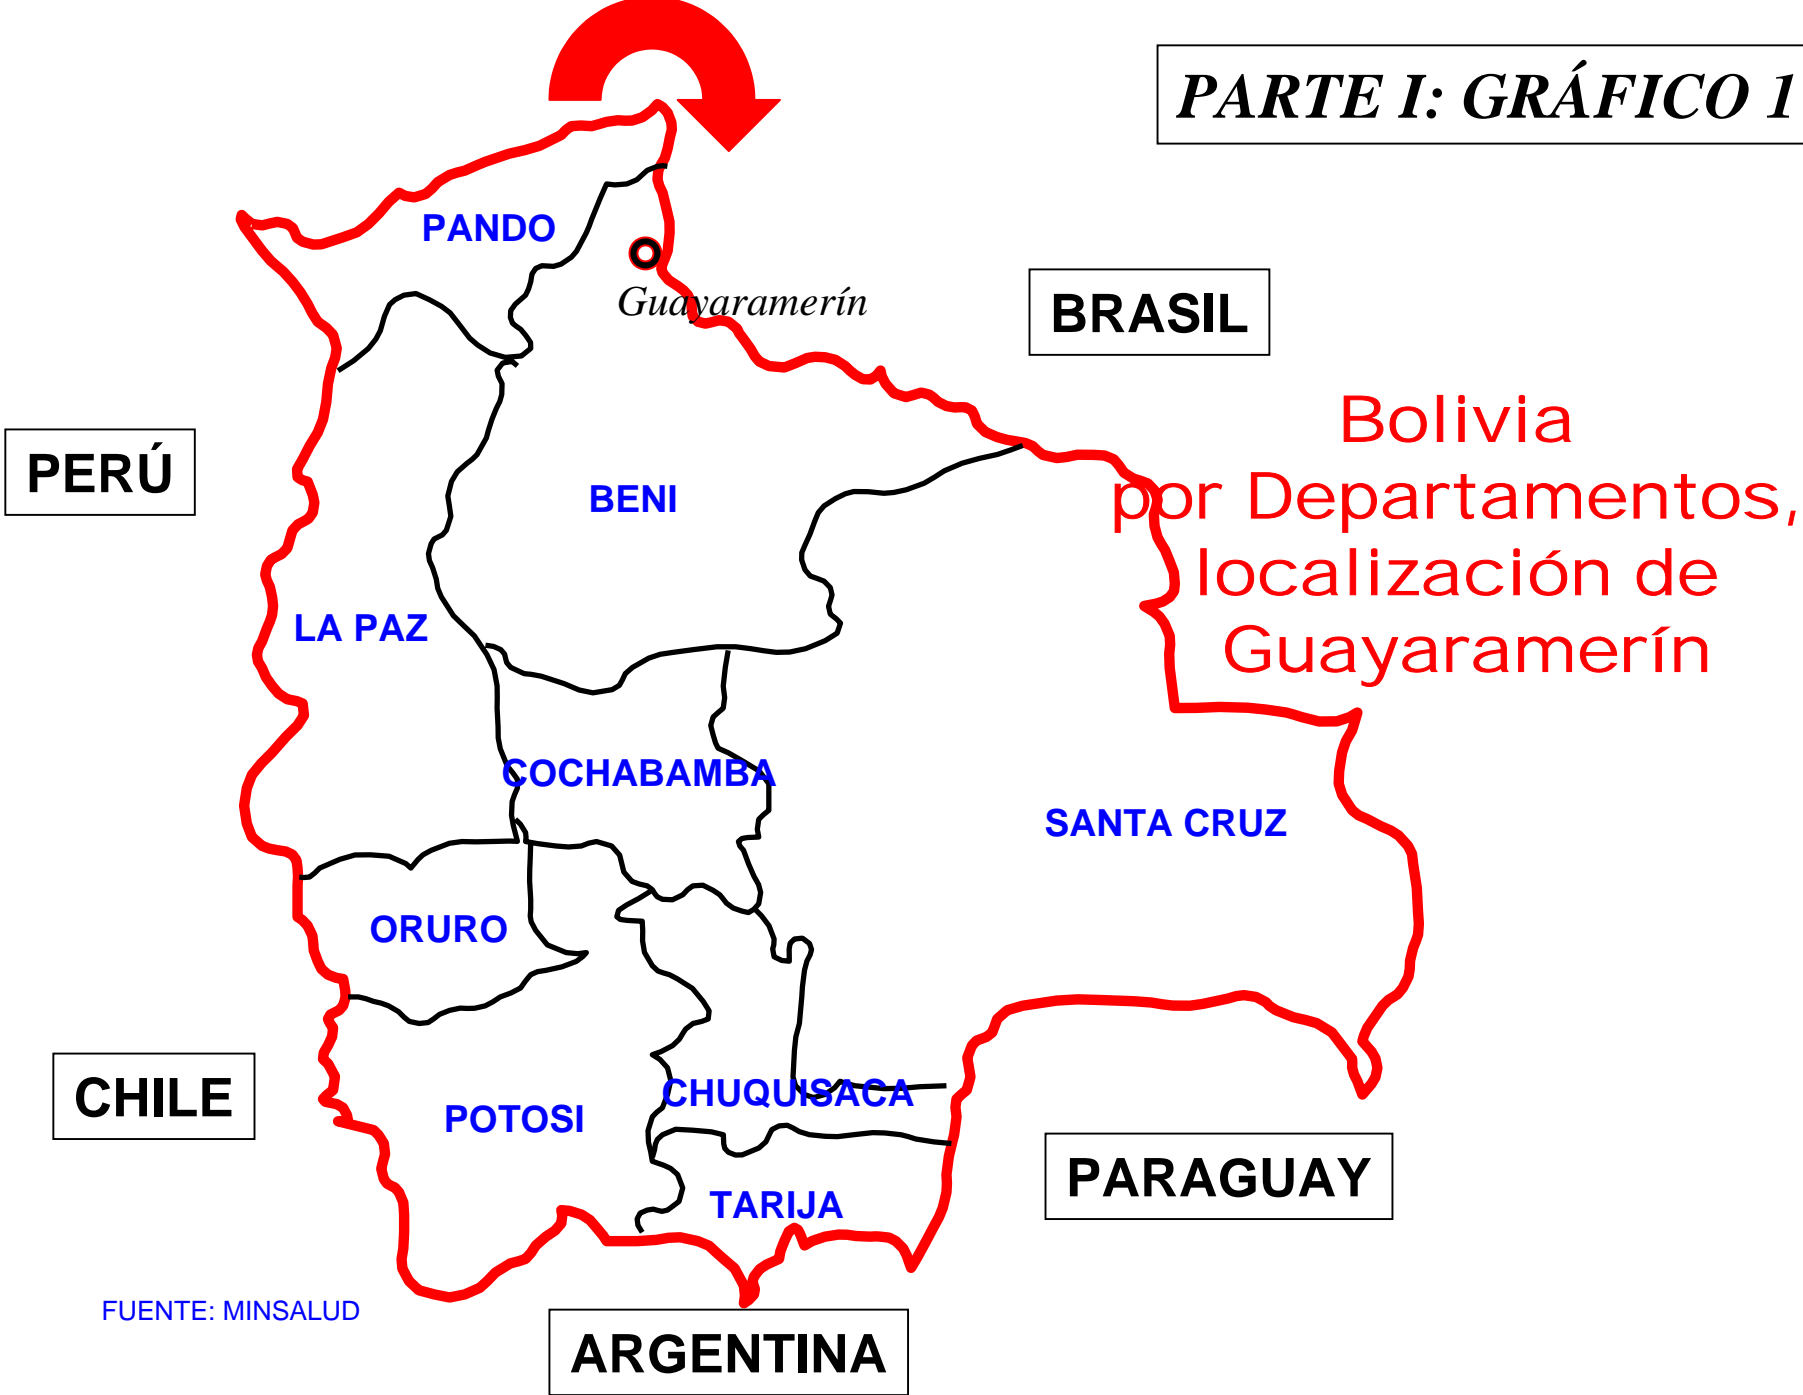 PARTE I: GRÁFICO 1
PANDO
Guayaramerín
BRASIL
Bolivia
por Departamentos,
localización de
Guayaramerín
PERÚ
BENI
LA PAZ
COCHABAMBA
SANTA CRUZ
ORURO
CHILE
POTOSI
CHUQUISACA
PARAGUAY
TARIJA
FUENTE: MINSALUD
ARGENTINA